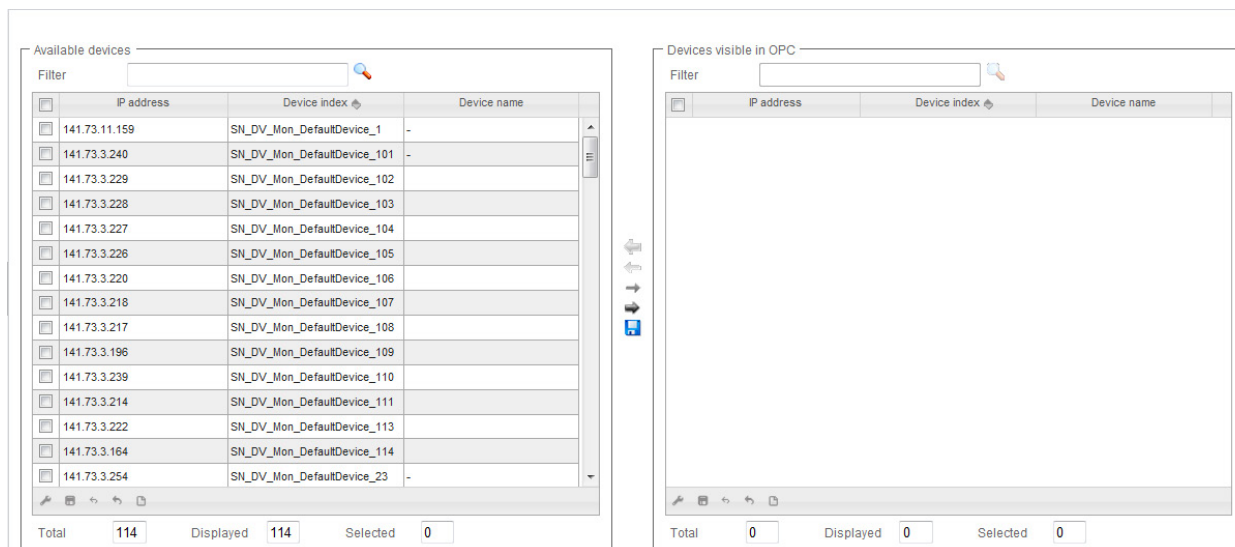 Available devices
Filter
IP address Device index Device name
141.73.11.159 SN_DV_Mon_DefaultDevice_1 -
141.73.3.240 SN_DV_Mon_DefaultDevice_101 -
141.73.3.229 SN_DV_Mon_DefaultDevice_102
141.73.3.228 SN_DV_Mon_DefaultDevice_103
141.73.3.227 SN_DV_Mon_DefaultDevice_104
141.73.3.226 SN_DV_Mon_DefaultDevice_105
141.73.3.220 SN_DV_Mon_DefaultDevice_106
141.73.3.218 SN_DV_Mon_DefaultDevice_107
141.73.3.217 SN_DV_Mon_DefaultDevice_108
141.73.3.196 SN_DV_Mon_DefaultDevice_109
141.73.3.239 SN_DV_Mon_DefaultDevice_110
141.73.3.214 SN_DV_Mon_DefaultDevice_111
141.73.3.222 SN_DV_Mon_DefaultDevice_113
141.73.3.164 SN_DV_Mon_DefaultDevice_114
141.73.3.254 SN_DV_Mon_DefaultDevice_23 -
Total 114 Displayed 114 Selected 0
Devices visible in OPC
Filter
IP address Device index Device name
Total 0 Displayed 0 Selected 0